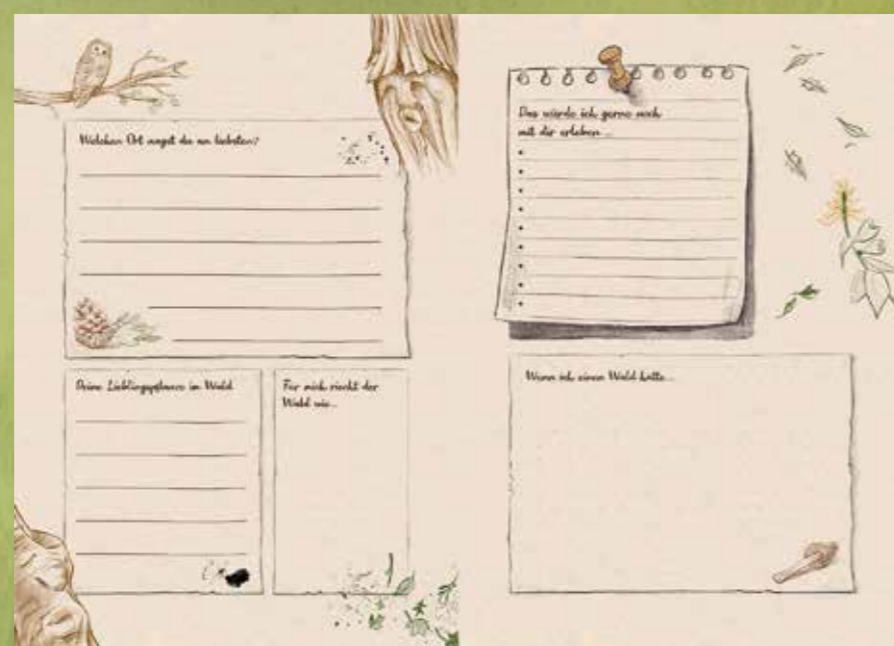 Welchen Ort magst du am liebsten?
Deine Lieblingspflanze im Wald
Für mich riecht der
Wald wie...
Das würde ich gerne noch
mit dir erleben ...
Wenn ich einen Wald hätte...